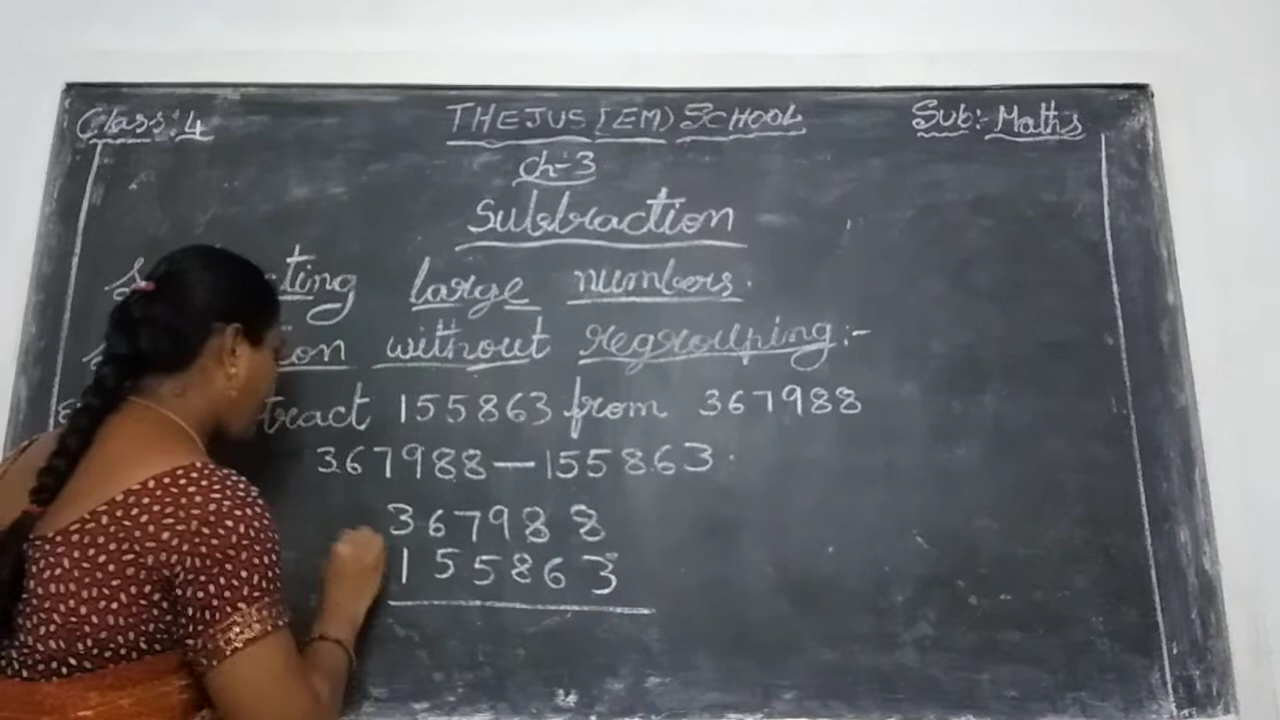 Class:4
THEJUS (EM) SCHOOL
Sub:- Maths
Ch-3
Subtraction
large numbers.
without regrouping:-
155863 from 367988
367988 — 155863
367988
155863